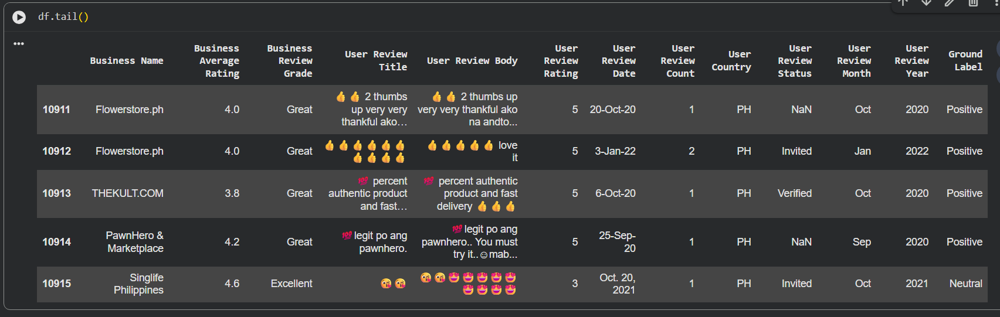 df.tail()
Business Name Business Average Rating Business Review Grade User Review Title User Review Body User Review Rating User Review Date User Review Count User Country User Review Status User Review Month User Review Year Ground Label
10911 Flowerstore.ph 4.0 Great 👍 👍 2 thumbs up very very thankful ako… 👍 👍 2 thumbs up very very thankful ako na andto... 5 20-Oct-20 1 PH NaN Oct 2020 Positive
10912 Flowerstore.ph 4.0 Great 👍 👍 👍 👍 👍 👍 👍 👍 👍 👍 👍 👍 👍 👍 👍 love it 5 3-Jan-22 2 PH Invited Jan 2022 Positive
10913 THEKULT.COM 3.8 Great 💯 percent authentic product and fast… 💯 percent authentic product and fast delivery 👍 👍 👍 5 6-Oct-20 1 PH Verified Oct 2020 Positive
10914 PawnHero & Marketplace 4.2 Great 💯legit po ang pawnhero. 💯legit po ang pawnhero.. You must try it..☺mab... 5 25-Sep-20 1 PH NaN Sep 2020 Positive
10915 Singlife Philippines 4.6 Excellent 😘 😘 😘 😘 🤩 🤩 🤩 🤩 🤩 🤩 🤩 🤩 🤩 3 Oct. 20, 2021 1 PH Invited Oct 2021 Neutral